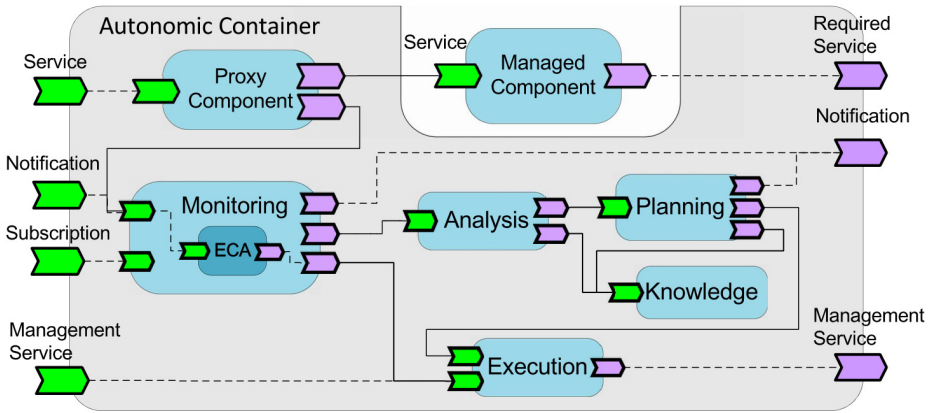 Autonomic Container
Required
Service
Service
Service
Proxy
Component
Managed
Component
Notification
Notification
Monitoring
Analysis
Planning
Subscription
ECA
Knowledge
Management
Service
Management
Service
Execution